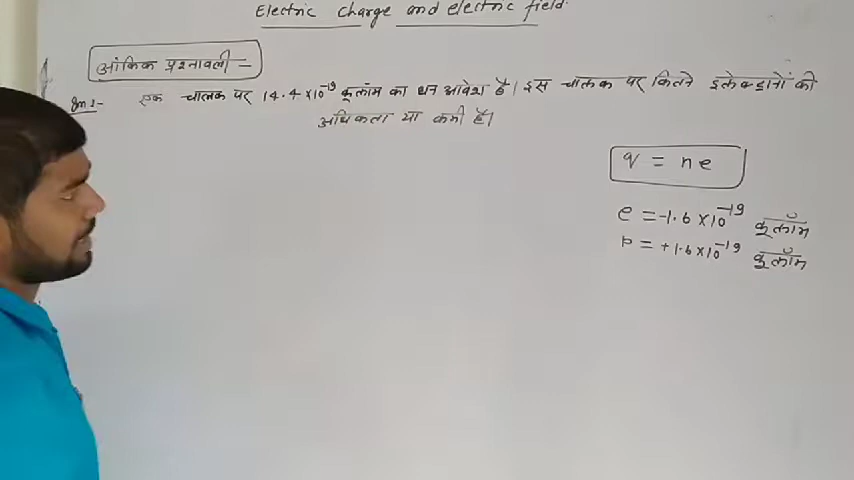 Electric charge and electric field.
आंकिक प्रश्नावली =
प्रश्न 1:- एक चालक पर 14.4×10⁻¹⁹ कूलॉम का धन आवेश है। इस चालक पर कितने इलेक्ट्रानों की
अधिकता या कमी है।
q = ne
e = -1.6×10⁻¹⁹ कूलॉम
p = +1.6×10⁻¹⁹ कूलॉम